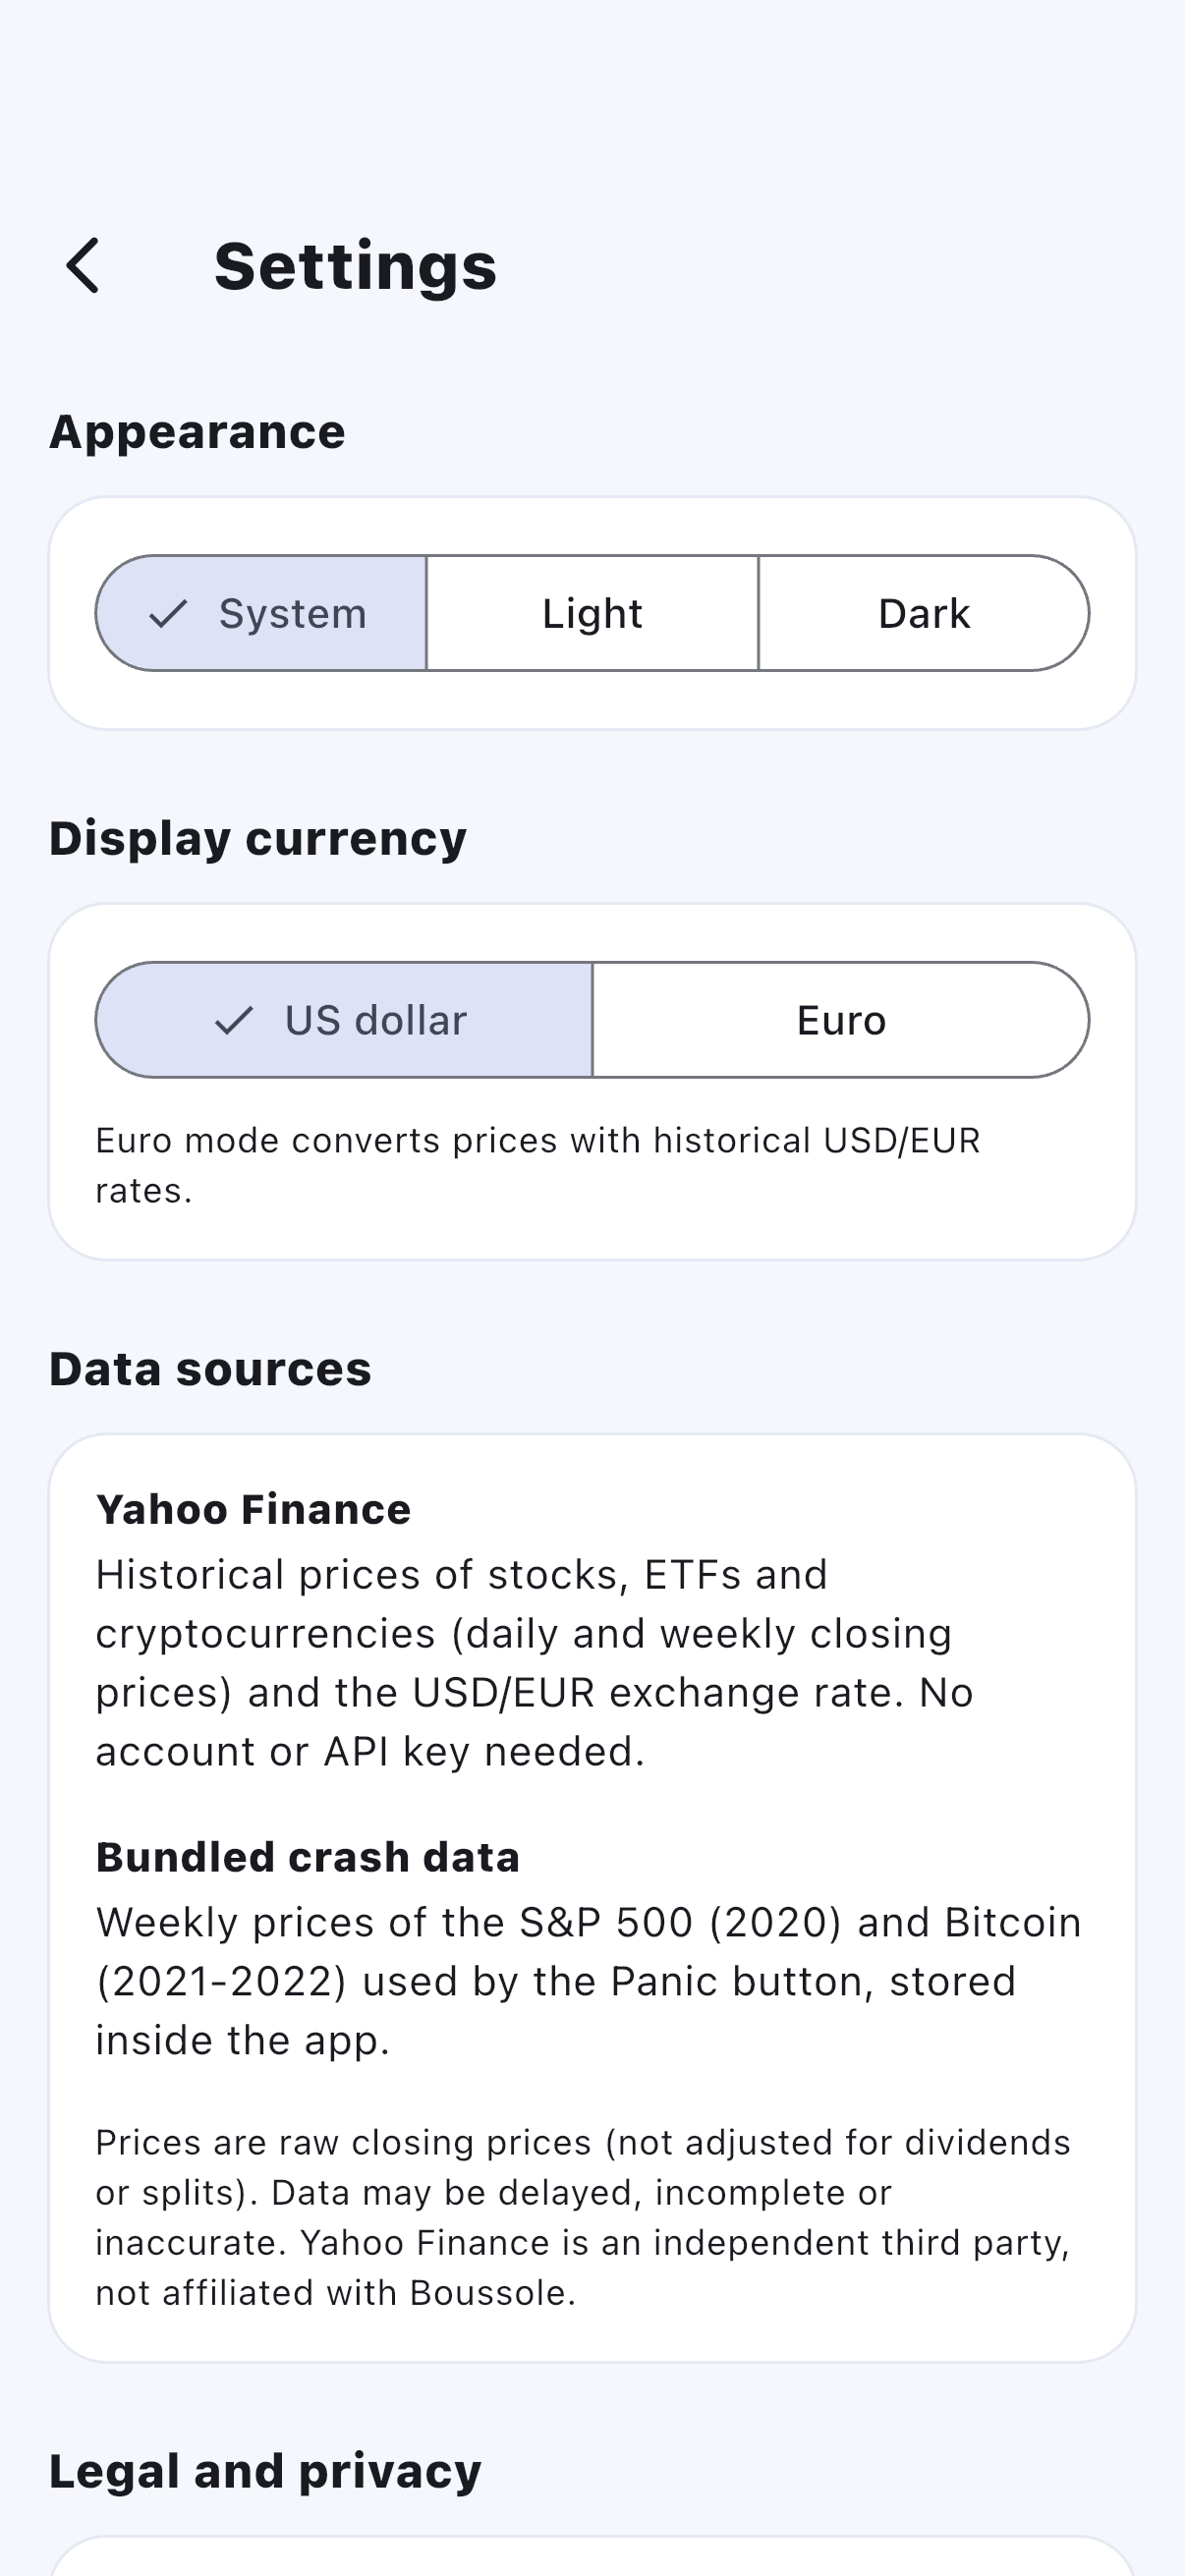 Settings
Appearance
System
Light
Dark
Display currency
US dollar
Euro
Euro mode converts prices with historical USD/EUR
rates.
Data sources
Yahoo Finance
Historical prices of stocks, ETFs and
cryptocurrencies (daily and weekly closing
prices) and the USD/EUR exchange rate. No
account or API key needed.
Bundled crash data
Weekly prices of the S&P 500 (2020) and Bitcoin
(2021-2022) used by the Panic button, stored
inside the app.
Prices are raw closing prices (not adjusted for dividends
or splits). Data may be delayed, incomplete or
inaccurate. Yahoo Finance is an independent third party,
not affiliated with Boussole.
Legal and privacy